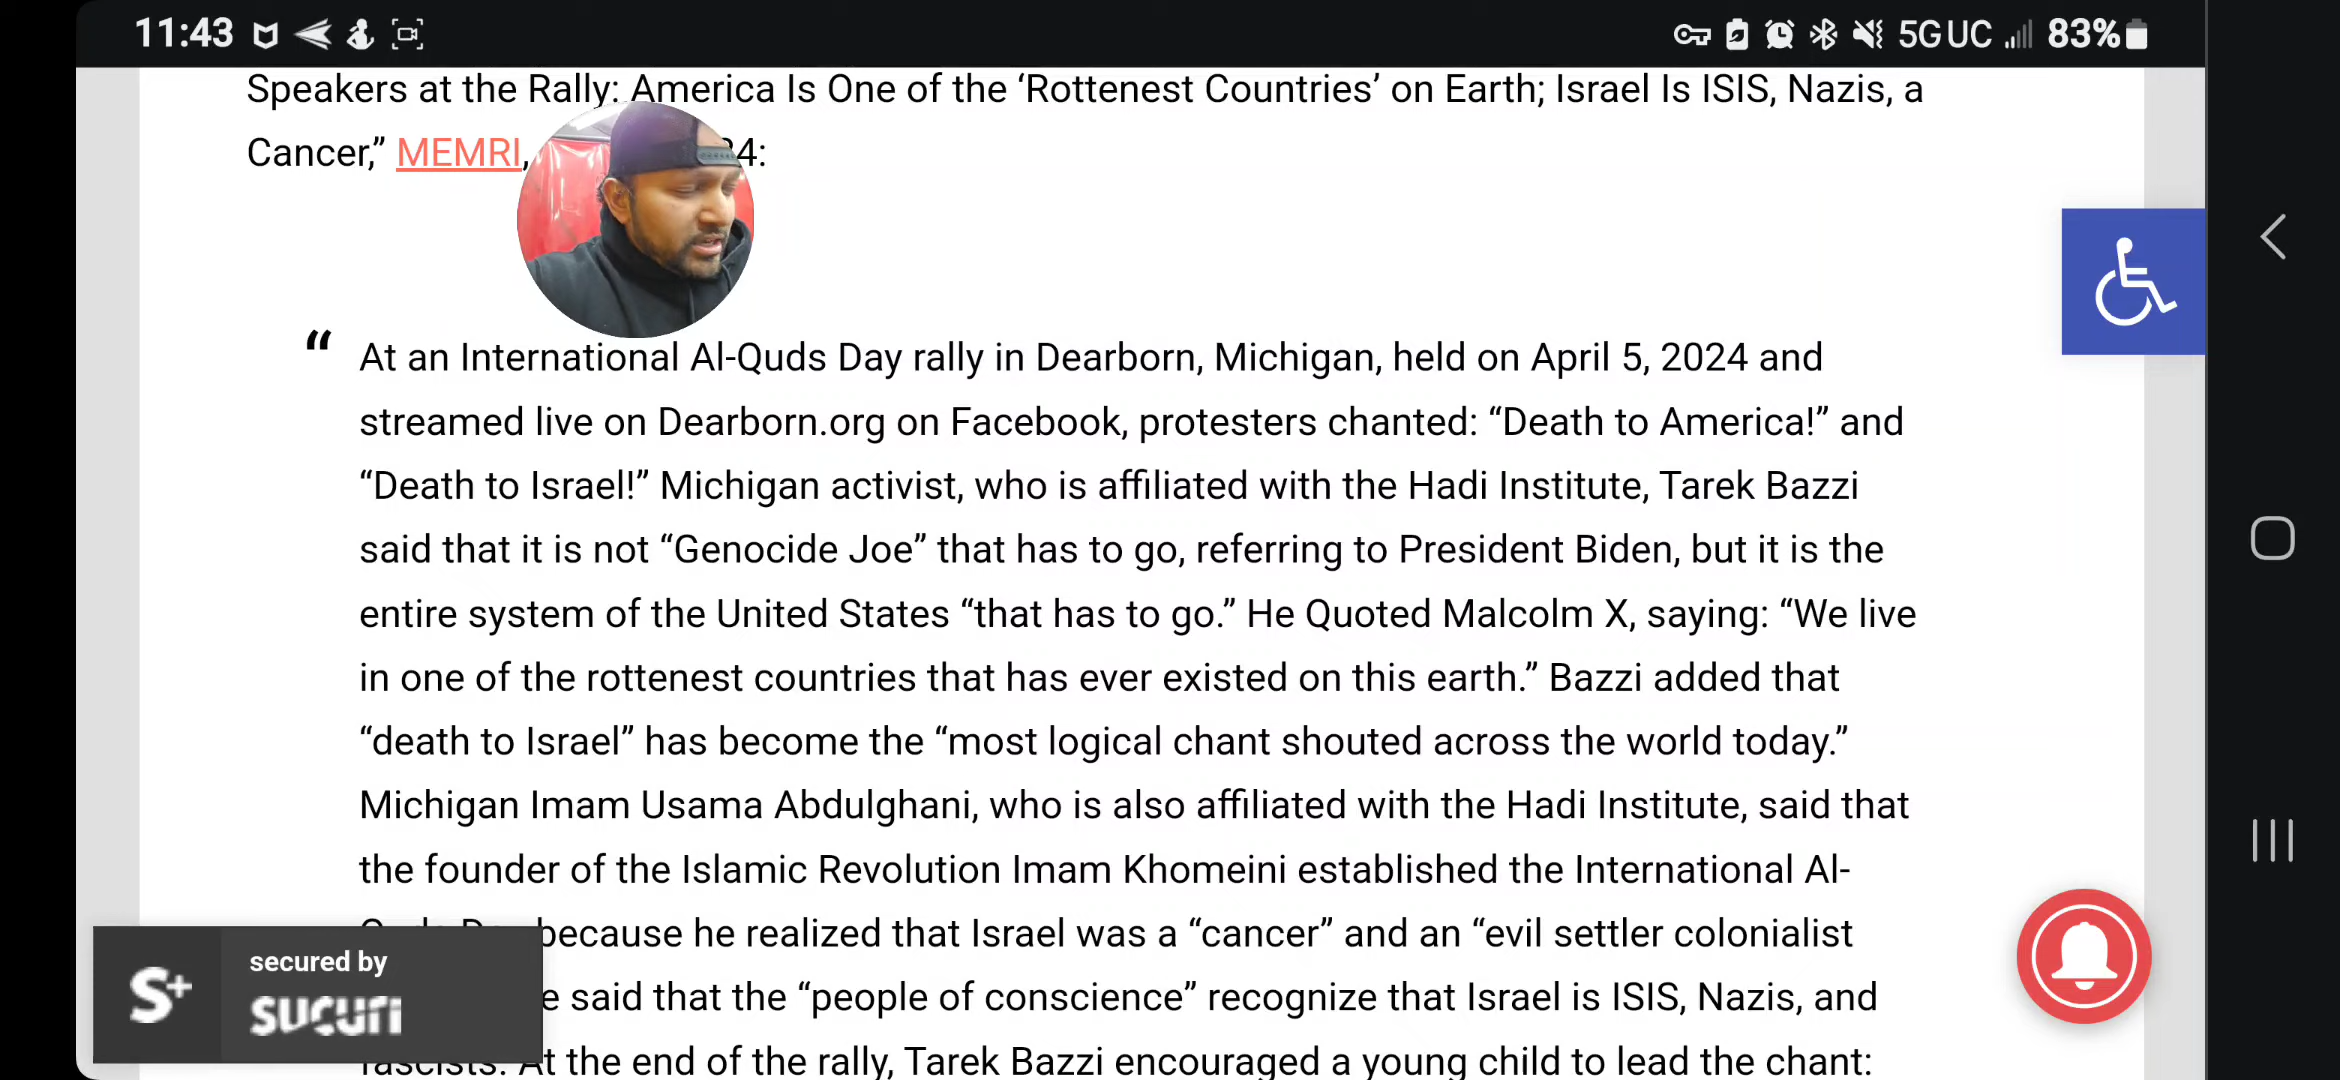 11:43 5G UC 83%
Speakers at the Rally: America Is One of the ‘Rottenest Countries’ on Earth; Israel Is ISIS, Nazis, a
Cancer,” MEMRI, 4:
“ At an International Al-Quds Day rally in Dearborn, Michigan, held on April 5, 2024 and
streamed live on Dearborn.org on Facebook, protesters chanted: “Death to America!” and
“Death to Israel!” Michigan activist, who is affiliated with the Hadi Institute, Tarek Bazzi
said that it is not “Genocide Joe” that has to go, referring to President Biden, but it is the
entire system of the United States “that has to go.” He Quoted Malcolm X, saying: “We live
in one of the rottenest countries that has ever existed on this earth.” Bazzi added that
“death to Israel” has become the “most logical chant shouted across the world today.”
Michigan Imam Usama Abdulghani, who is also affiliated with the Hadi Institute, said that
the founder of the Islamic Revolution Imam Khomeini established the International Al-
because he realized that Israel was a “cancer” and an “evil settler colonialist
said that the “people of conscience” recognize that Israel is ISIS, Nazis, and
fascists. At the end of the rally, Tarek Bazzi encouraged a young child to lead the chant:
S+ secured by
sucuri